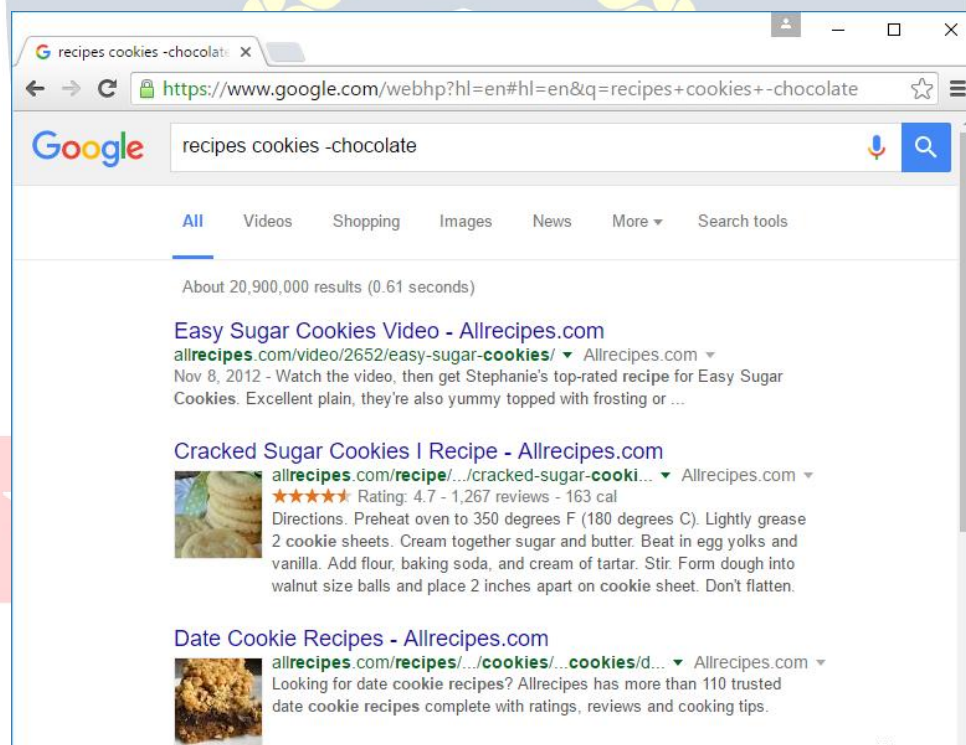 recipes cookies -chocolat
https://www.google.com/webhp?hl=en#hl=en&q=recipes+cookies+-chocolate
Google recipes cookies -chocolate
All Videos Shopping Images News More Search tools
About 20,900,000 results (0.61 seconds)
Easy Sugar Cookies Video - Allrecipes.com
allrecipes.com/video/2652/easy-sugar-cookies/ Allrecipes.com
Nov 8, 2012 - Watch the video, then get Stephanie's top-rated recipe for Easy Sugar
Cookies. Excellent plain, they're also yummy topped with frosting or ...
Cracked Sugar Cookies I Recipe - Allrecipes.com
allrecipes.com/recipe/.../cracked-sugar-cooki... Allrecipes.com
Rating: 4.7 - 1,267 reviews - 163 cal
Directions. Preheat oven to 350 degrees F (180 degrees C). Lightly grease
2 cookie sheets. Cream together sugar and butter. Beat in egg yolks and
vanilla. Add flour, baking soda, and cream of tartar. Stir. Form dough into
walnut size balls and place 2 inches apart on cookie sheet. Don't flatten.
Date Cookie Recipes - Allrecipes.com
allrecipes.com/recipes/.../cookies/...cookies/d... Allrecipes.com
Looking for date cookie recipes? Allrecipes has more than 110 trusted
date cookie recipes complete with ratings, reviews and cooking tips.